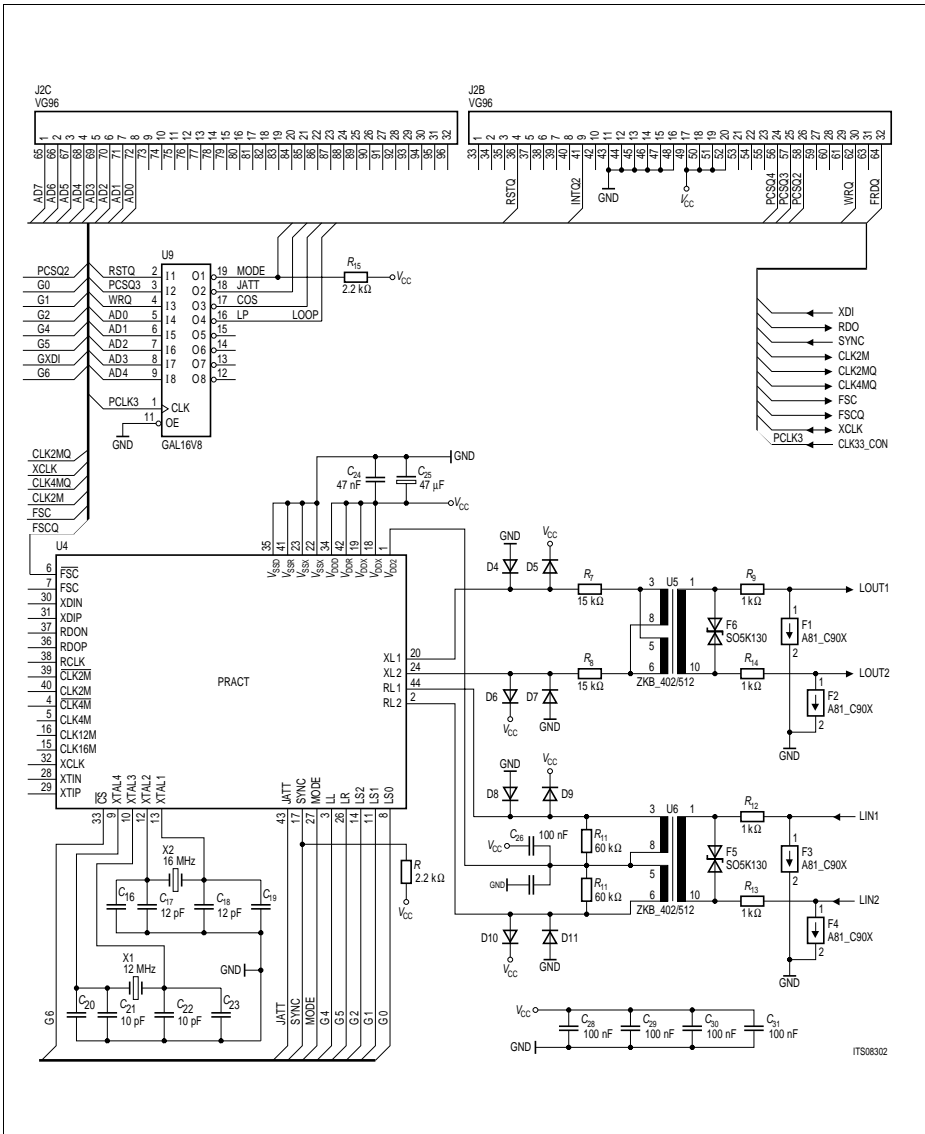 J2C
VG96
J2B
VG96
1 2 3 4 5 6 7 8 9 10 11 12 13 14 15 16 17 18 19 20 21 22 23 24 25 26 27 28 29 30 31 32
65 66 67 68 69 70 71 72 73 74 75 76 77 78 79 80 81 82 83 84 85 86 87 88 89 90 91 92 93 94 95 96
1 2 3 4 5 6 7 8 9 10 11 12 13 14 15 16 17 18 19 20 21 22 23 24 25 26 27 28 29 30 31 32
33 34 35 36 37 38 39 40 41 42 43 44 45 46 47 48 49 50 51 52 53 54 55 56 57 58 59 60 61 62 63 64
AD7 AD6 AD5 AD4 AD3 AD2 AD1 AD0
RSTQ INTQ2
GND
VCC
PCSQ4 PCSQ3 PCSQ2 WRQ FRDQ
U9
PCSQ2 RSTQ 2 I1 O1 19 MODE
G0 PCSQ3 3 I2 O2 18 JATT
G1 WRQ 4 I3 O3 17 COS
G2 AD0 5 I4 O4 16 LP LOOP
G4 AD1 6 I5 O5 15
G5 AD2 7 I6 O6 14
GXDI AD3 8 I7 O7 13
G6 AD4 9 I8 O8 12
PCLK3 1 CLK
11 OE
GND
GAL16V8
R15
2.2 kΩ
VCC
XDI
RDO
SYNC
CLK2M
CLK2MQ
CLK4MQ
FSC
FSCQ
XCLK
PCLK3 CLK33_CON
CLK2MQ
XCLK
CLK4MQ
CLK2M
FSC
FSCQ
C24
47 nF
C25
47 µF
GND
VCC
U4
35 41 23 22 34 42 19 18 1
VSSD VSSR VSSX VSSX VDDD VDDR VDDX VDDX VDD2
6 FSC
7 FSC
30 XDIN
31 XDIP
37 RDON
36 RDOP
38 RCLK
39 CLK2M
40 CLK2M
4 CLK4M
5 CLK4M
16 CLK12M
15 CLK16M
32 XCLK
28 XTIN
29 XTIP
PRACT
XL1 20
XL2 24
RL1 44
RL2 2
CS XTAL4 XTAL3 XTAL2 XTAL1 JATT SYNC MODE LL LR LS2 LS1 LS0
33 9 10 12 13 43 17 27 3 26 14 11 8
GND
D4
VCC
D5
R7
15 kΩ
3 U5 1
8
5
6 10
ZKB_402/512
R8
15 kΩ
D6
VCC
D7
GND
F6
SO5K130
R9
1 kΩ
R14
1 kΩ
LOUT1
1
F1
A81_C90X
2
LOUT2
1
F2
A81_C90X
2
GND
GND
D8
VCC
D9
C26
100 nF
VCC
GND
R11
60 kΩ
R11
60 kΩ
3 U6 1
8
5
6 10
ZKB_402/512
D10
VCC
D11
GND
F5
SO5K130
R12
1 kΩ
R13
1 kΩ
LIN1
1
F3
A81_C90X
2
LIN2
1
F4
A81_C90X
2
GND
R
2.2 kΩ
VCC
X2
16 MHz
C16
C17
12 pF
C18
12 pF
C19
GND
X1
12 MHz
C20
C21
10 pF
C22
10 pF
C23
G6 JATT SYNC MODE G4 G5 G2 G1 G0
VCC
GND
C28
100 nF
C29
100 nF
C30
100 nF
C31
100 nF
ITS08302